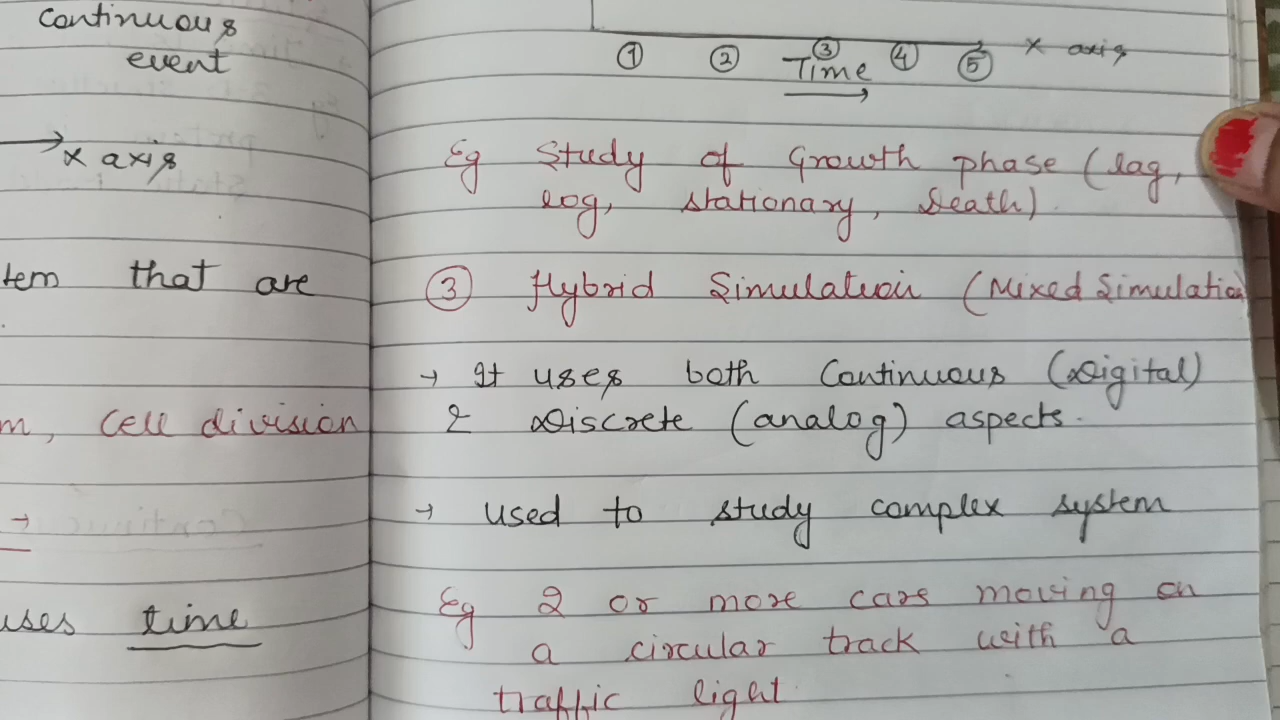 Continuous
event
x axis
tem that are
m, cell division
uses time
① ② ③ ④ ⑤ x axis
Time
Eg Study of Growth phase (lag,
log, stationary, Death)
③ Hybrid Simulation (Mixed Simulation
→ It uses both Continuous (Digital)
& Discrete (analog) aspects.
→ used to study complex system
Eg 2 or more cars moving on
a circular track with a
traffic light.